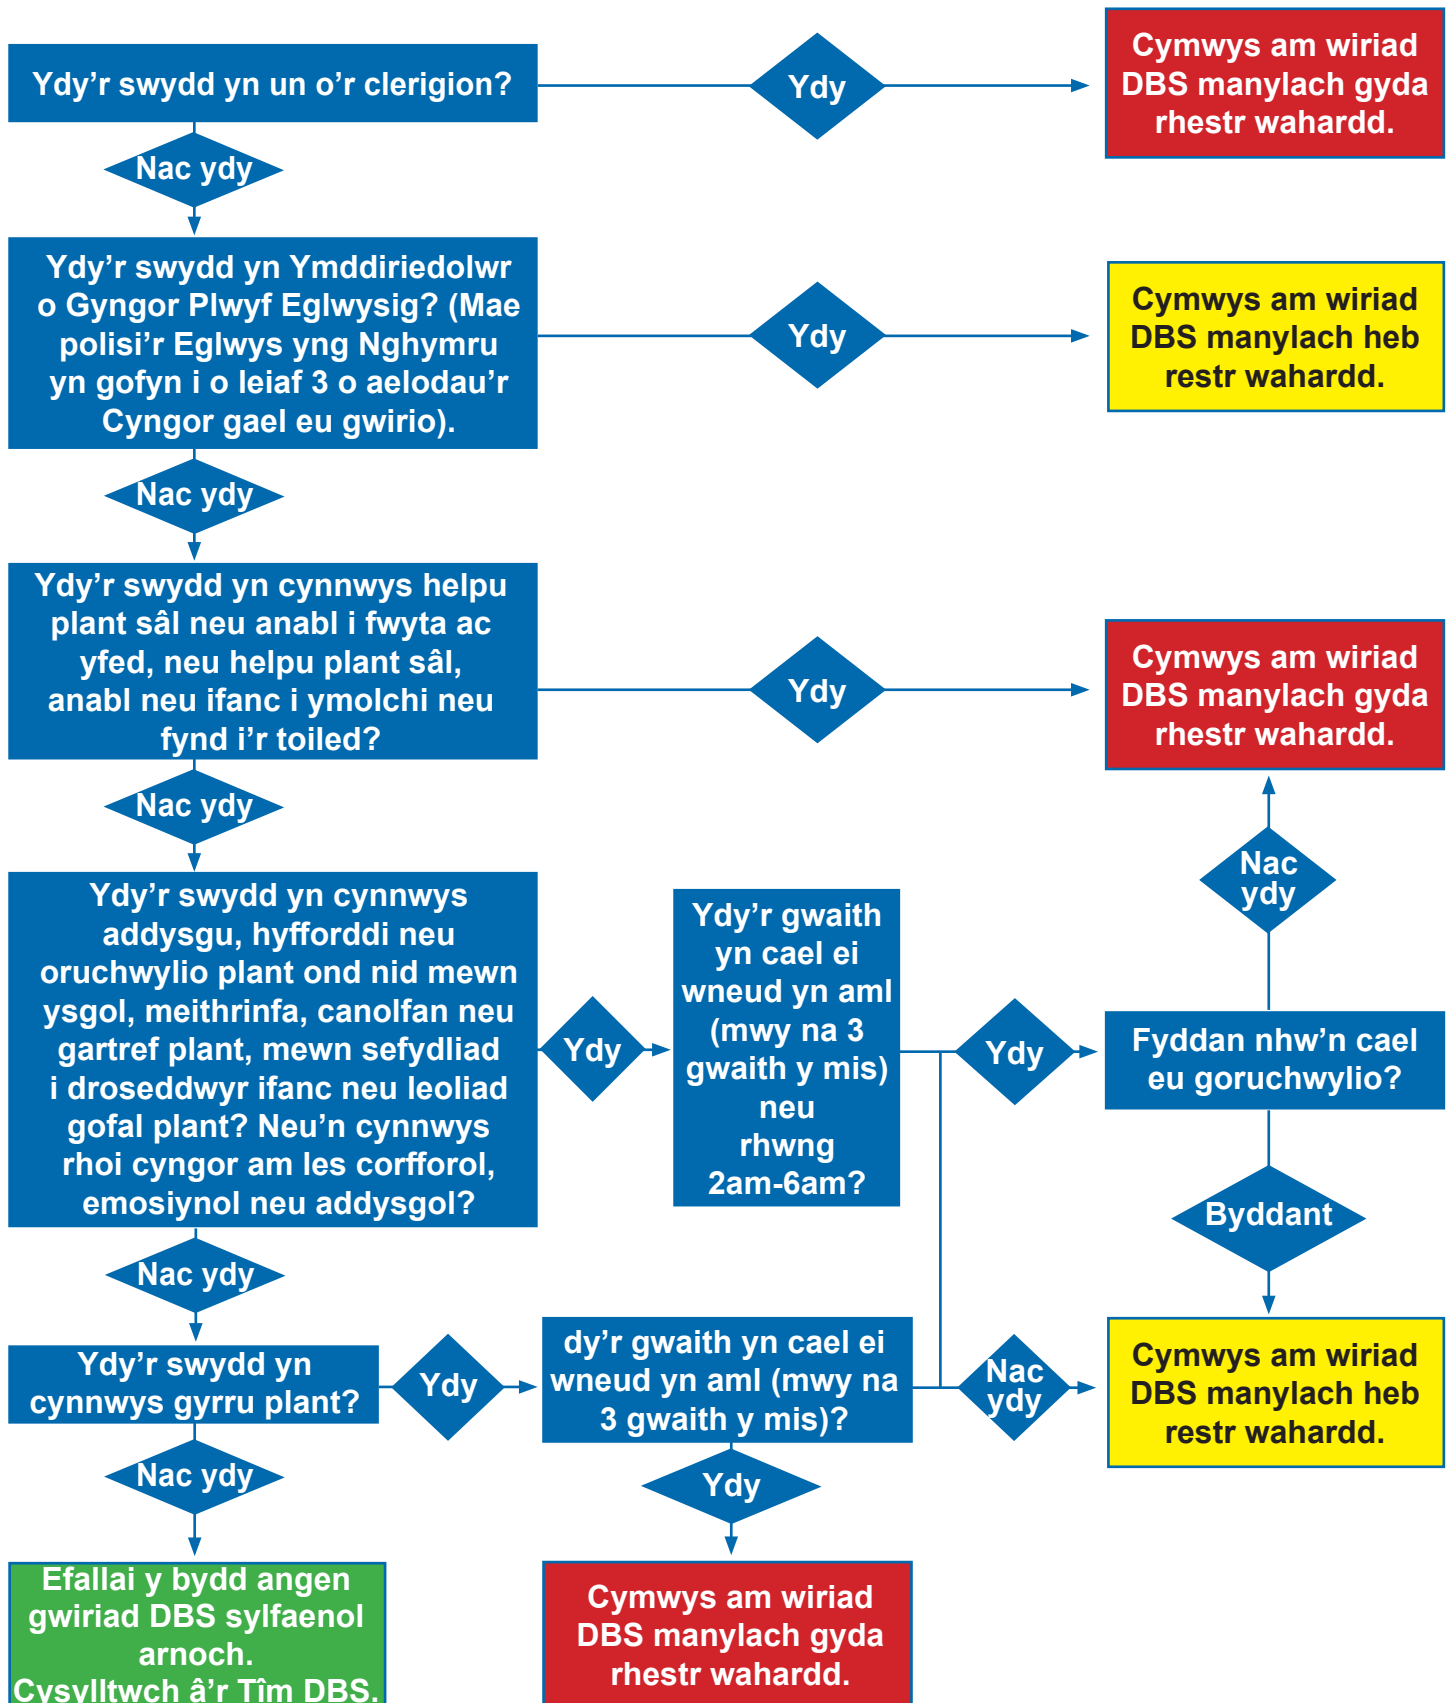 Ydy'r swydd yn un o'r clerigion?
Ydy
Cymwys am wiriad
DBS manylach gyda
rhestr wahardd.
Nac ydy
Ydy'r swydd yn Ymddiriedolwr
o Gyngor Plwyf Eglwysig? (Mae
polisi'r Eglwys yng Nghymru
yn gofyn i o leiaf 3 o aelodau'r
Cyngor gael eu gwirio).
Ydy
Cymwys am wiriad
DBS manylach heb
restr wahardd.
Nac ydy
Ydy'r swydd yn cynnwys helpu
plant sâl neu anabl i fwyta ac
yfed, neu helpu plant sâl,
anabl neu ifanc i ymolchi neu
fynd i'r toiled?
Ydy
Cymwys am wiriad
DBS manylach gyda
rhestr wahardd.
Nac ydy
Ydy'r swydd yn cynnwys
addysgu, hyfforddi neu
oruchwylio plant ond nid mewn
ysgol, meithrinfa, canolfan neu
gartref plant, mewn sefydliad
i droseddwyr ifanc neu leoliad
gofal plant? Neu'n cynnwys
rhoi cyngor am les corfforol,
emosiynol neu addysgol?
Ydy
Ydy'r gwaith
yn cael ei
wneud yn aml
(mwy na 3
gwaith y mis)
neu
rhwng
2am-6am?
Ydy
Fyddan nhw'n cael
eu goruchwylio?
Nac
ydy
Byddant
Nac ydy
Ydy'r swydd yn
cynnwys gyrru plant?
Ydy
dy'r gwaith yn cael ei
wneud yn aml (mwy na
3 gwaith y mis)?
Nac
ydy
Cymwys am wiriad
DBS manylach heb
restr wahardd.
Nac ydy
Ydy
Efallai y bydd angen
gwiriad DBS sylfaenol
arnoch.
Cysylltwch â'r Tîm DBS.
Cymwys am wiriad
DBS manylach gyda
rhestr wahardd.